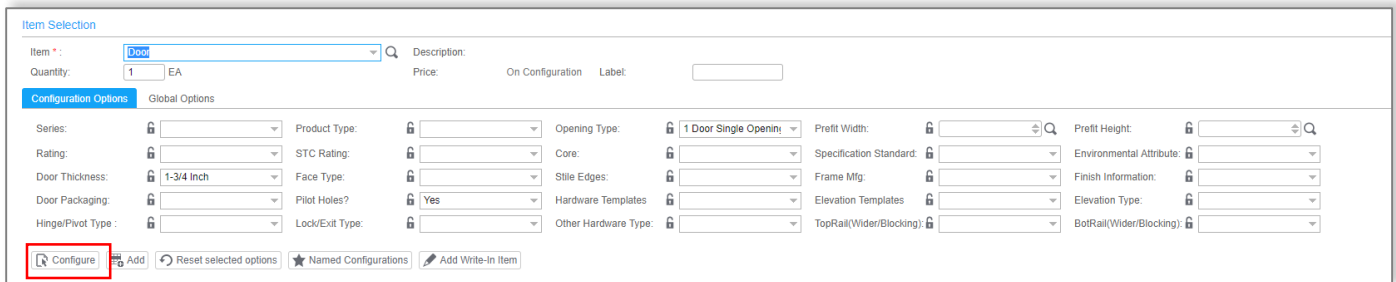 Item Selection
Item * : Door Description:
Quantity: 1 EA Price: On Configuration Label:
Configuration Options Global Options
Series: Product Type: Opening Type: 1 Door Single Opening Prefit Width: Prefit Height:
Rating: STC Rating: Core: Specification Standard: Environmental Attribute:
Door Thickness: 1-3/4 Inch Face Type: Stile Edges: Frame Mfg: Finish Information:
Door Packaging: Pilot Holes? Yes Hardware Templates Elevation Templates Elevation Type:
Hinge/Pivot Type : Lock/Exit Type: Other Hardware Type: TopRail(Wider/Blocking): BotRail(Wider/Blocking):
Configure Add Reset selected options Named Configurations Add Write-In Item